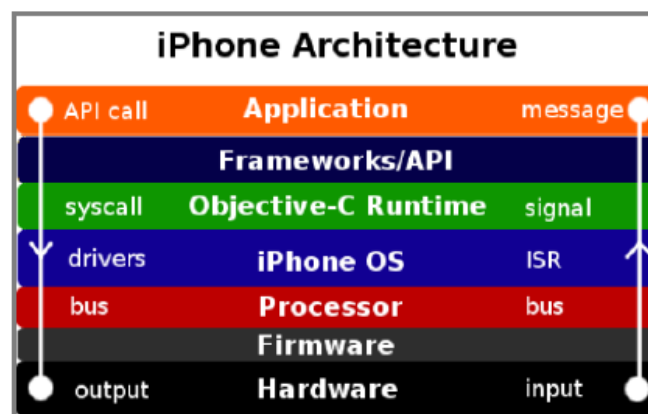 iPhone Architecture
API call Application message
Frameworks/API
syscall Objective-C Runtime signal
drivers iPhone OS ISR
bus Processor bus
Firmware
output Hardware input